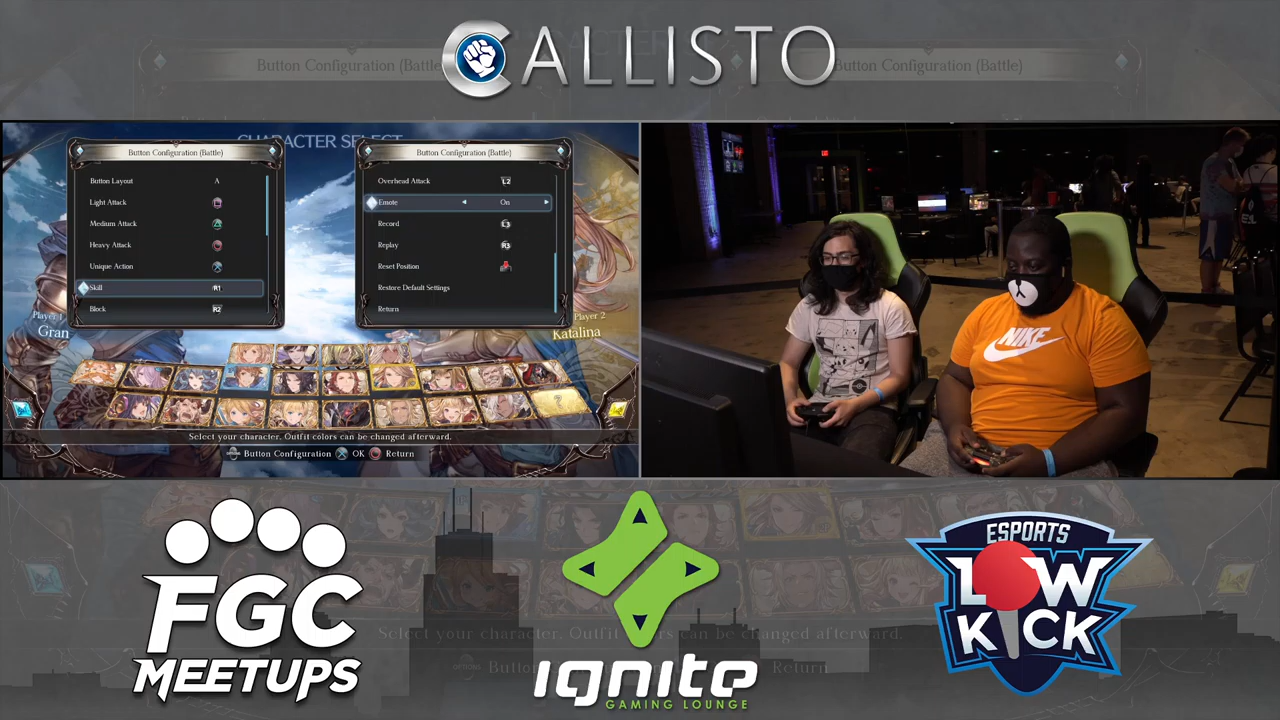 CALLISTO
Button Configuration (Battle)
Button Configuration (Battle)
CHARACTER SELECT
Button Configuration (Battle)
Button Layout A
Light Attack
Medium Attack
Heavy Attack
Unique Action
Skill R1
Block R2
Button Configuration (Battle)
Overhead Attack L2
Emote On
Record L3
Replay R3
Reset Position
Restore Default Settings
Return
Player 1
Gran
Player 2
Katalina
?
Select your character. Outfit colors can be changed afterward.
Button Configuration OK Return
NIKE
FGC
MEETUPS
ignite
GAMING LOUNGE
ESPORTS
LOW
KICK
Select your character. Outfit colors can be changed afterward.
OPTIONS Button Return